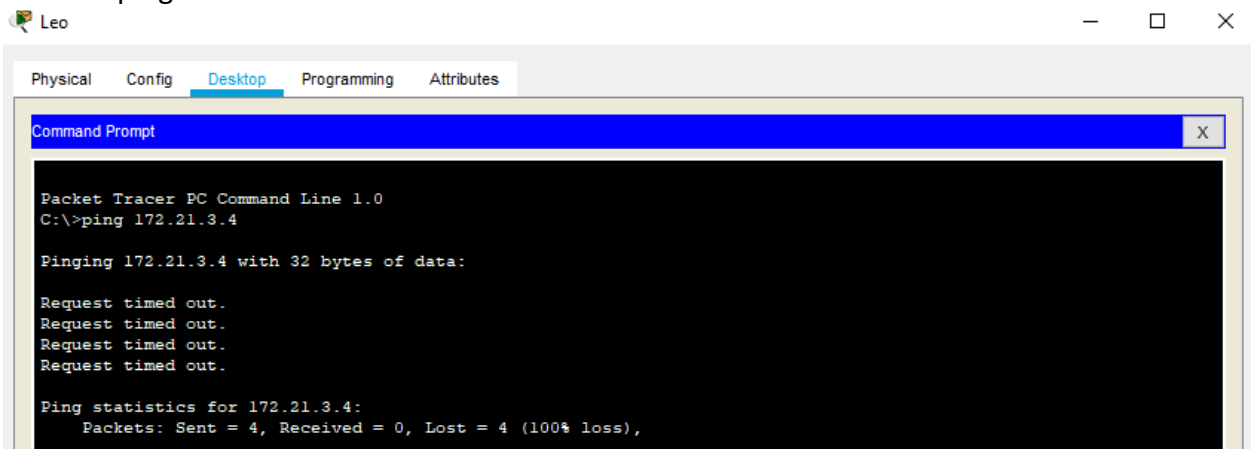 Leo
Physical Config Desktop Programming Attributes
Command Prompt
X
Packet Tracer PC Command Line 1.0
C:\>ping 172.21.3.4
Pinging 172.21.3.4 with 32 bytes of data:
Request timed out.
Request timed out.
Request timed out.
Request timed out.
Ping statistics for 172.21.3.4:
Packets: Sent = 4, Received = 0, Lost = 4 (100% loss),